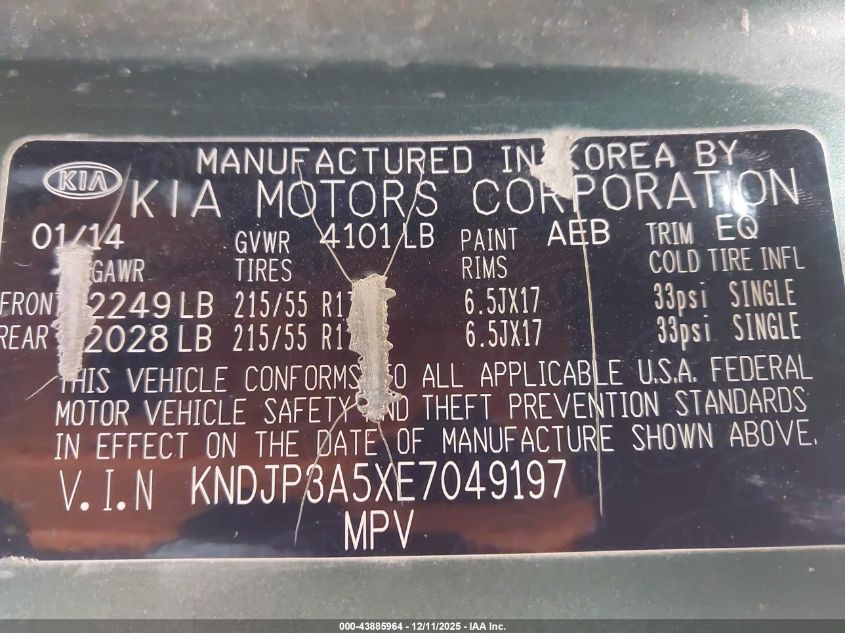 MANUFACTURED IN KOREA BY
KIA KIA MOTORS CORPORATION
01/14 GVWR 4101 LB PAINT AEB TRIM EQ
GAWR TIRES RIMS COLD TIRE INFL
FRONT 2249 LB 215/55 R17 6.5JX17 33psi SINGLE
REAR 2028 LB 215/55 R17 6.5JX17 33psi SINGLE
THIS VEHICLE CONFORMS TO ALL APPLICABLE U.S.A. FEDERAL
MOTOR VEHICLE SAFETY AND THEFT PREVENTION STANDARDS
IN EFFECT ON THE DATE OF MANUFACTURE SHOWN ABOVE.
V.I.N KNDJP3A5XE7049197
MPV
000-43885964 - 12/11/2025 - IAA Inc.